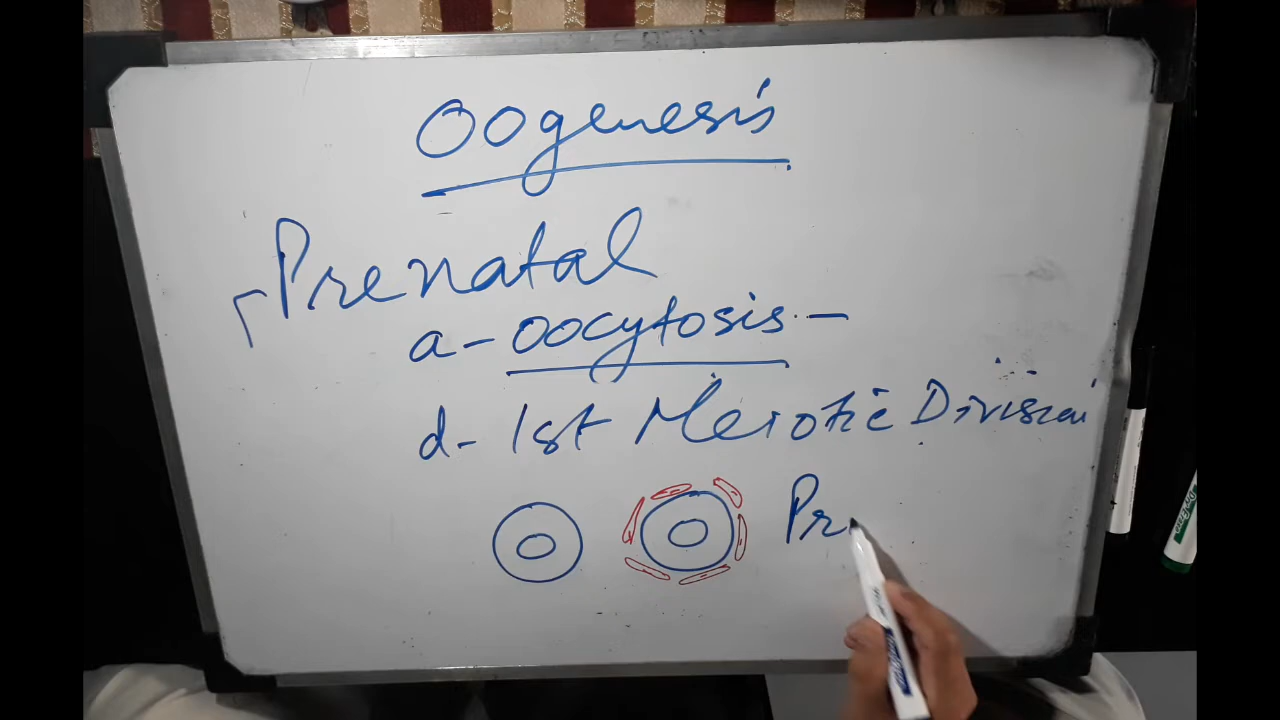 Oogenesis
Prenatal
a- Oocytosis -
d- 1st Meiotic Division
Pr